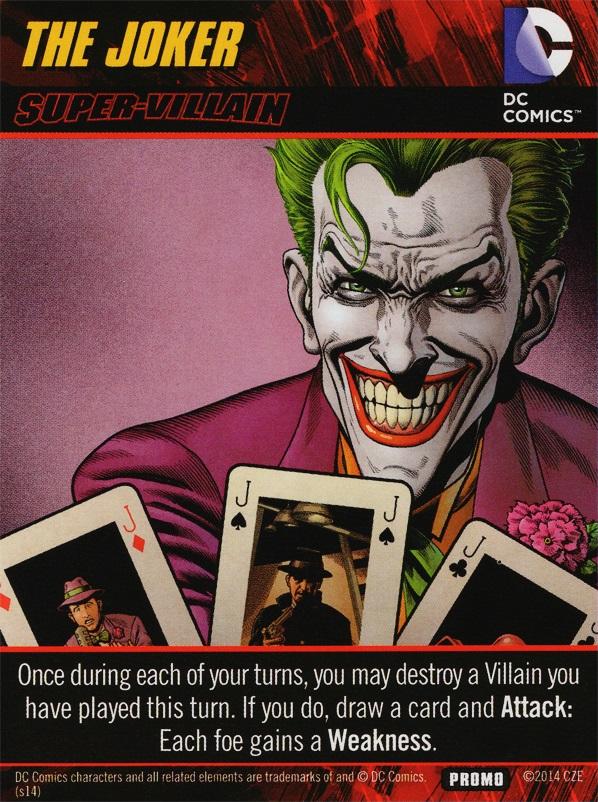 THE JOKER
SUPER-VILLAIN
DC
COMICS™
J
J
J
J
Once during each of your turns, you may destroy a Villain you
have played this turn. If you do, draw a card and Attack:
Each foe gains a Weakness.
DC Comics characters and all related elements are trademarks of and © DC Comics.
(s14)
PROMO
©2014 CZE